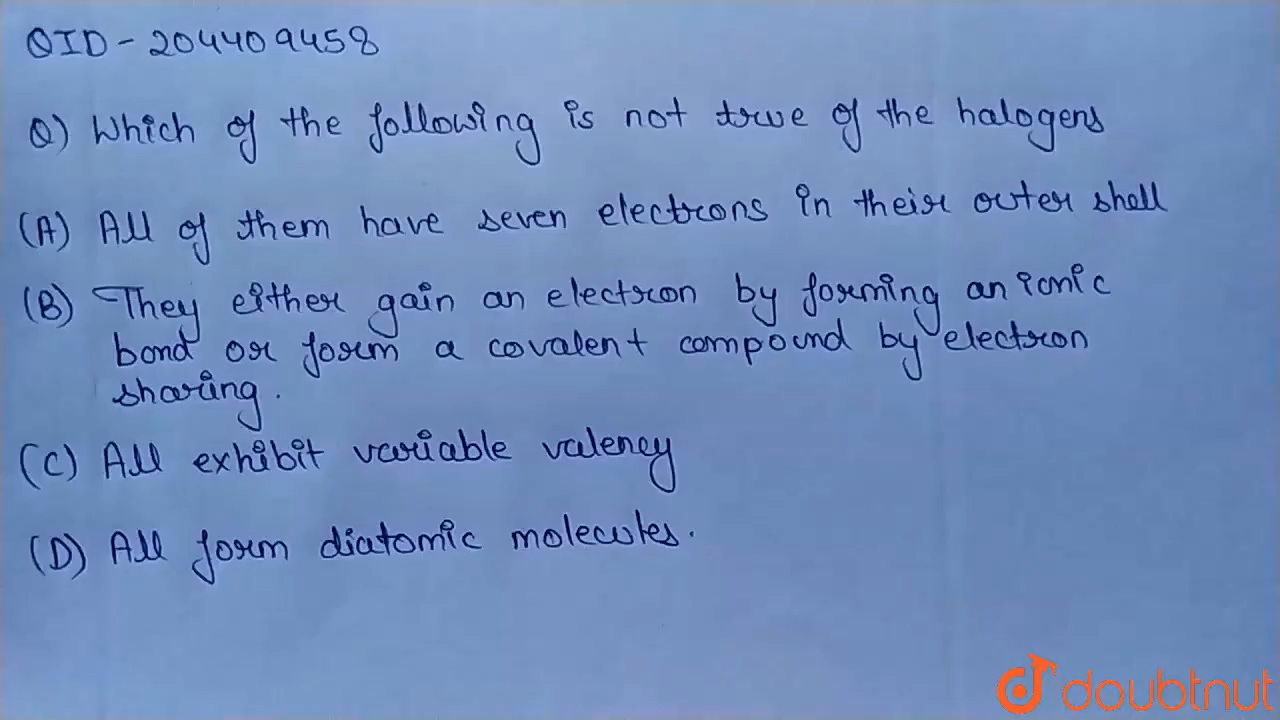 QID - 204409458
Q) Which of the following is not true of the halogens
(A) All of them have seven electrons in their outer shell
(B) They either gain an electron by forming an ionic
bond or form a covalent compound by electron
sharing.
(C) All exhibit variable valency
(D) All form diatomic molecules.
doubtnut